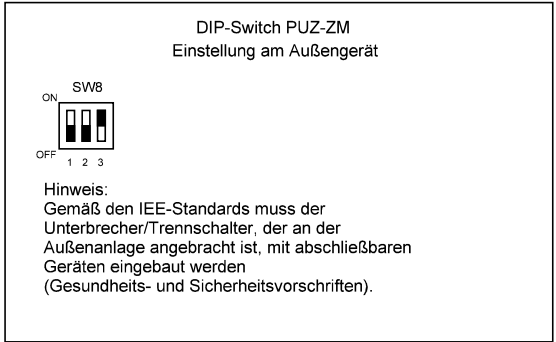 DIP-Switch PUZ-ZM
Einstellung am Außengerät
SW8
ON
OFF
1 2 3
Hinweis:
Gemäß den IEE-Standards muss der
Unterbrecher/Trennschalter, der an der
Außenanlage angebracht ist, mit abschließbaren
Geräten eingebaut werden
(Gesundheits- und Sicherheitsvorschriften).